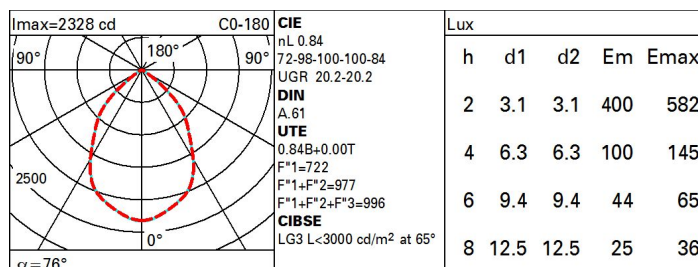 Imax=2328 cd C0-180
90° 180° 90°
2500
0°
α=76°
CIE
nL 0.84
72-98-100-100-84
UGR 20.2-20.2
DIN
A.61
UTE
0.84B+0.00T
F"1=722
F"1+F"2=977
F"1+F"2+F"3=996
CIBSE
LG3 L<3000 cd/m² at 65°
Lux
h d1 d2 Em Emax
2 3.1 3.1 400 582
4 6.3 6.3 100 145
6 9.4 9.4 44 65
8 12.5 12.5 25 36